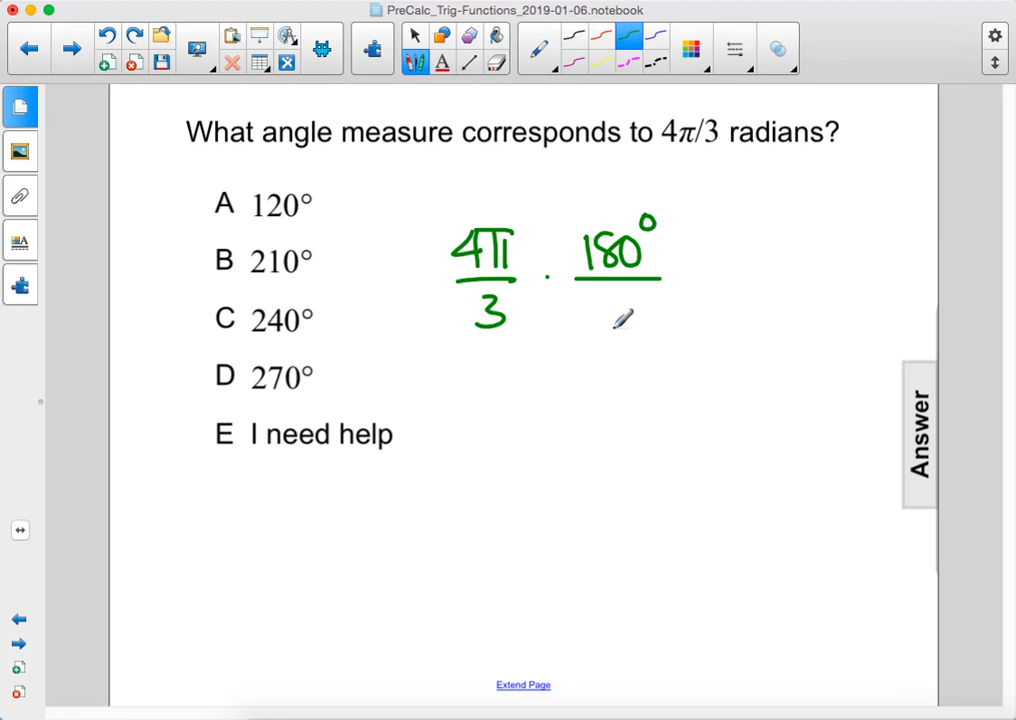 PreCalc_Trig-Functions_2019-01-06.notebook
A
What angle measure corresponds to 4π/3 radians?
A 120°
B 210°
C 240°
D 270°
E I need help
4π/3 · 180°
Answer
Extend Page